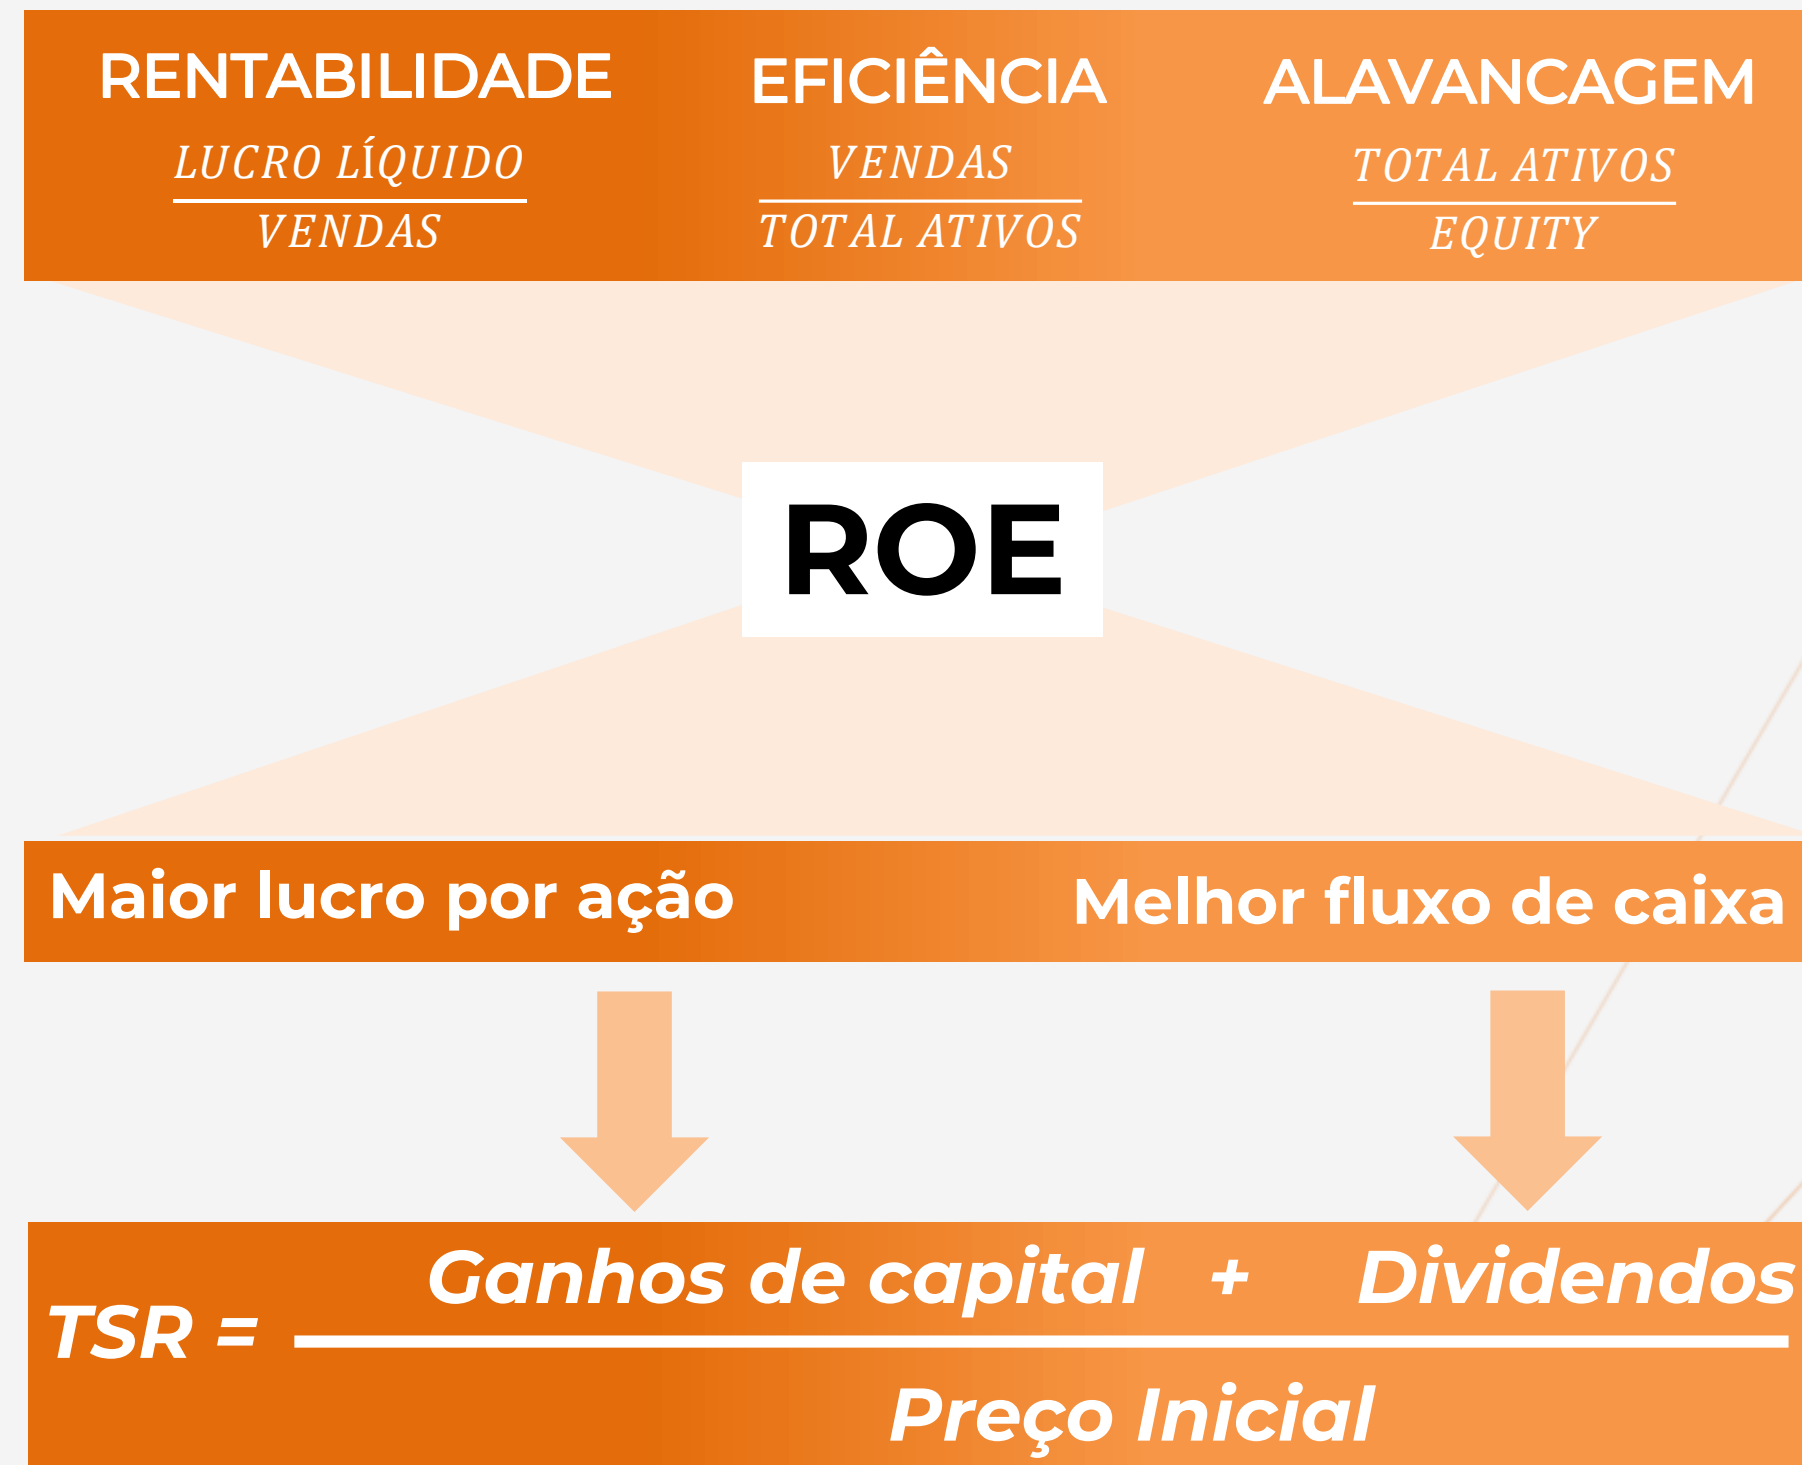 RENTABILIDADE EFICIÊNCIA ALAVANCAGEM
LUCRO LÍQUIDO VENDAS TOTAL ATIVOS
VENDAS TOTAL ATIVOS EQUITY
ROE
Maior lucro por ação Melhor fluxo de caixa
Ganhos de capital + Dividendos
TSR =
Preço Inicial